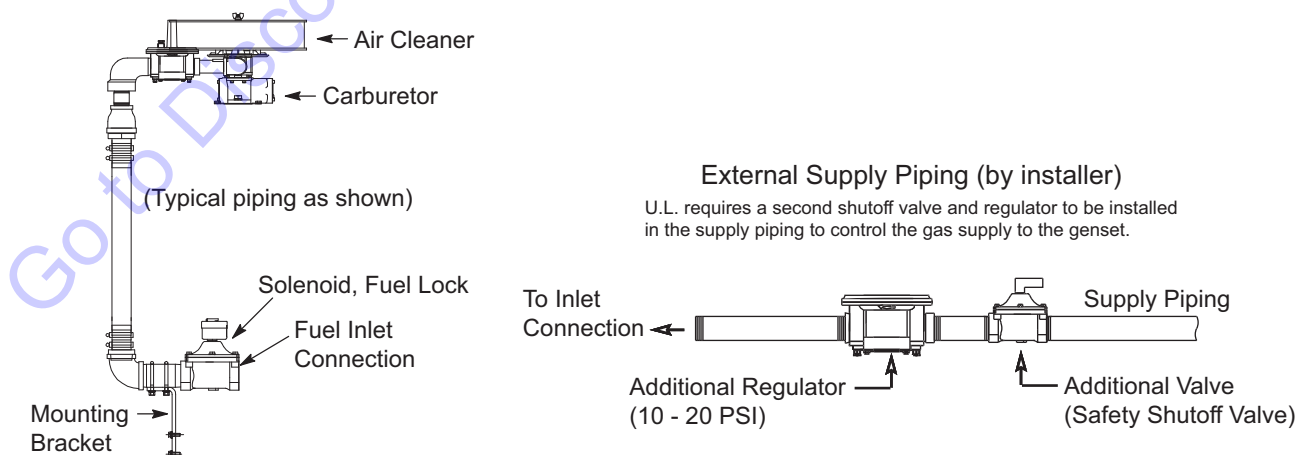 Air Cleaner
Carburetor
(Typical piping as shown)
Solenoid, Fuel Lock
Fuel Inlet
Connection
Mounting
Bracket
External Supply Piping (by installer)
U.L. requires a second shutoff valve and regulator to be installed
in the supply piping to control the gas supply to the genset.
To Inlet
Connection
Supply Piping
Additional Regulator
(10 - 20 PSI)
Additional Valve
(Safety Shutoff Valve)
Go to